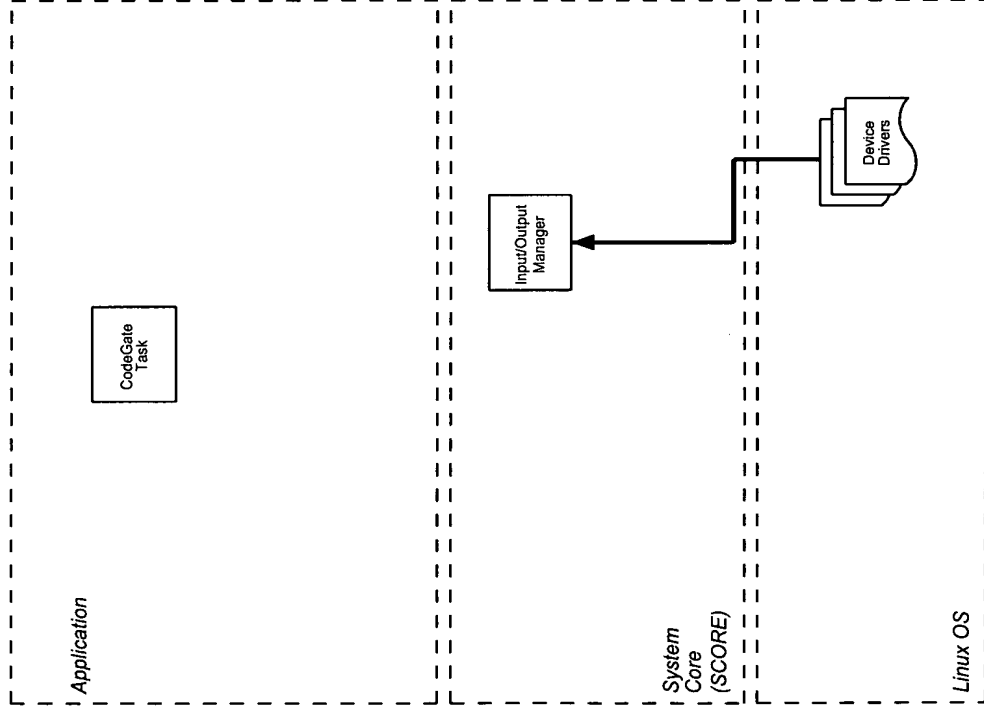 Application
CodeGate
Task
System
Core
(SCORE)
Input/Output
Manager
Linux OS
Device
Drivers